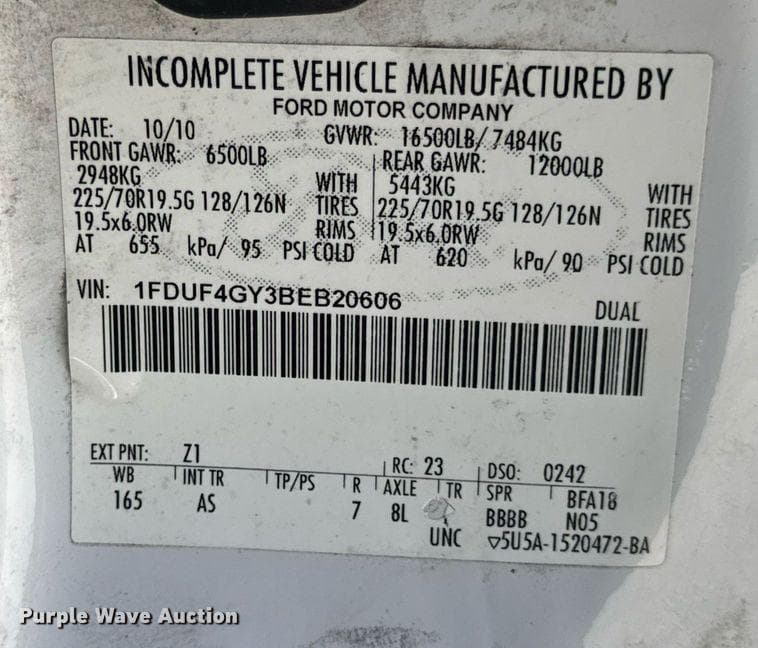 INCOMPLETE VEHICLE MANUFACTURED BY
FORD MOTOR COMPANY
DATE: 10/10 GVWR: 16500LB/ 7484KG
FRONT GAWR: 6500LB REAR GAWR: 12000LB
2948KG WITH 5443KG WITH
225/70R19.5G 128/126N TIRES 225/70R19.5G 128/126N TIRES
19.5x6.0RW RIMS 19.5x6.0RW RIMS
AT 655 kPa/ 95 PSI COLD AT 620 kPa/ 90 PSI COLD
VIN: 1FDUF4GY3BEB20606
DUAL
EXT PNT: Z1 RC: 23 DSO: 0242
WB INT TR TP/PS R AXLE TR SPR BFA18
165 AS 7 8L BBBB N05
UNC ▽5U5A-1520472-BA
Purple Wave Auction